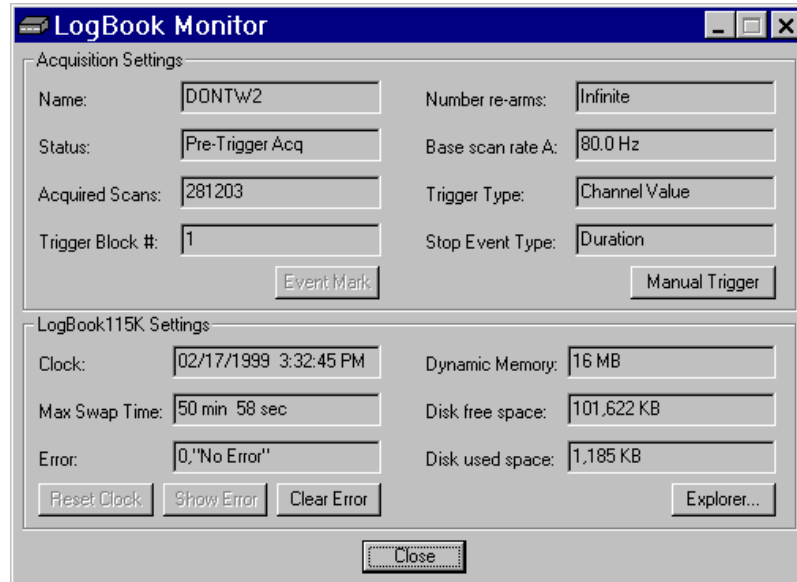 LogBook Monitor
Acquisition Settings
Name: DONTW2
Number re-arms: Infinite
Status: Pre-Trigger Acq
Base scan rate A: 80.0 Hz
Acquired Scans: 281203
Trigger Type: Channel Value
Trigger Block #: 1
Stop Event Type: Duration
Event Mark
Manual Trigger
LogBook115K Settings
Clock: 02/17/1999 3:32:45 PM
Dynamic Memory: 16 MB
Max Swap Time: 50 min 58 sec
Disk free space: 101,622 KB
Error: 0,"No Error"
Disk used space: 1,185 KB
Reset Clock
Show Error
Clear Error
Explorer...
Close